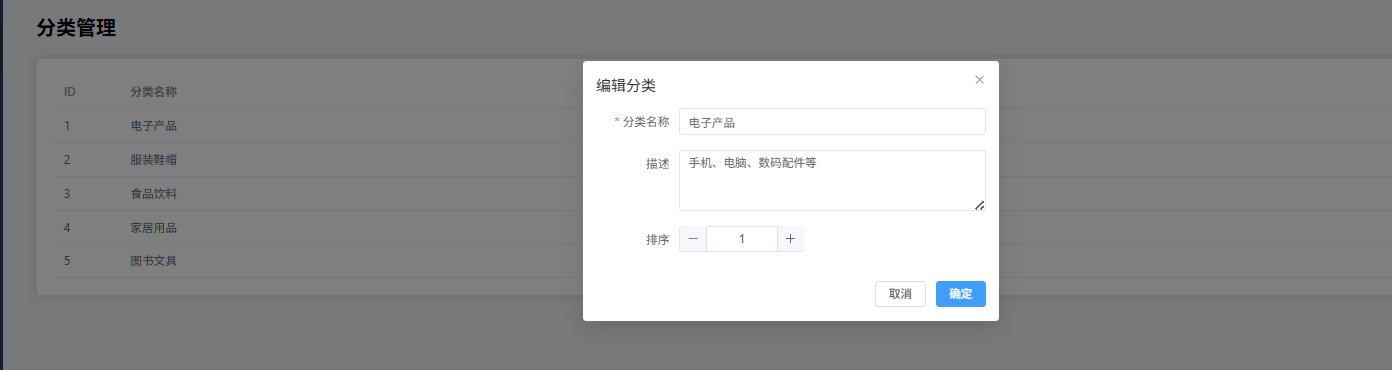 分类管理
ID 分类名称
1 电子产品
2 服装鞋帽
3 食品饮料
4 家居用品
5 图书文具
编辑分类
* 分类名称 电子产品
描述 手机、电脑、数码配件等
排序 1
取消 确定